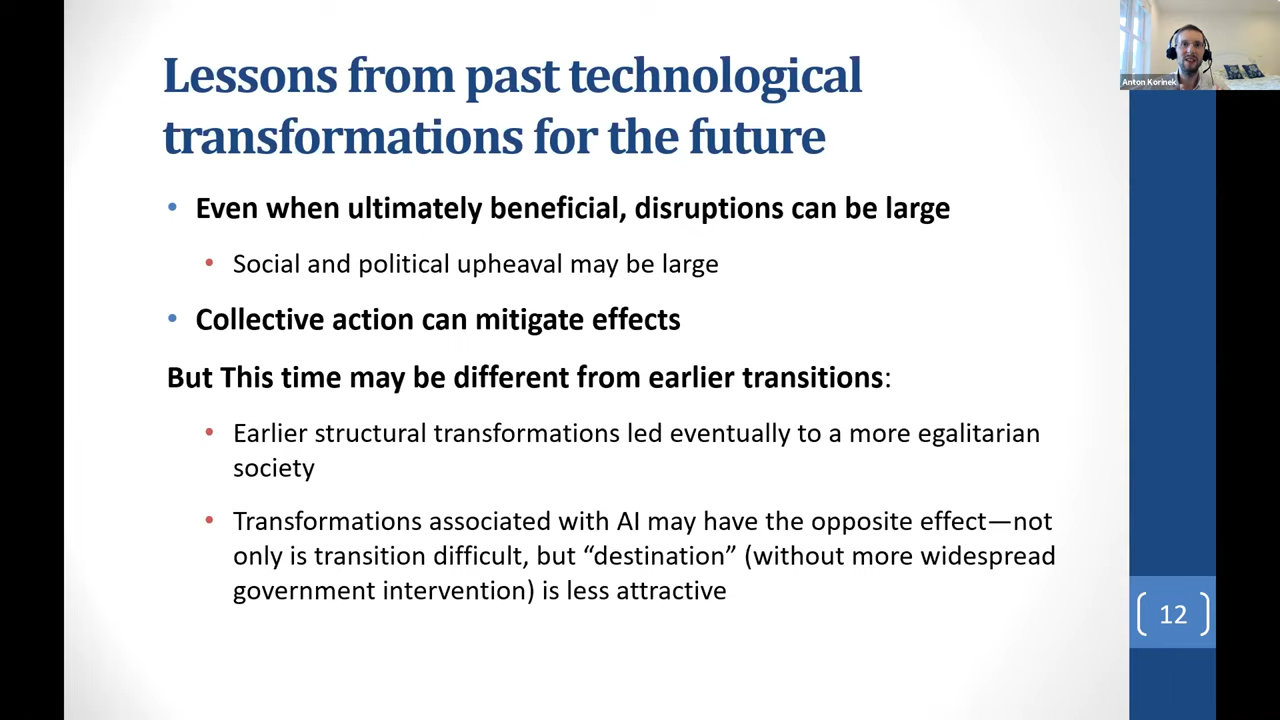 Lessons from past technological
transformations for the future
• Even when ultimately beneficial, disruptions can be large
• Social and political upheaval may be large
• Collective action can mitigate effects
But This time may be different from earlier transitions:
• Earlier structural transformations led eventually to a more egalitarian
society
• Transformations associated with AI may have the opposite effect—not
only is transition difficult, but “destination” (without more widespread
government intervention) is less attractive
Anton Korinek
12